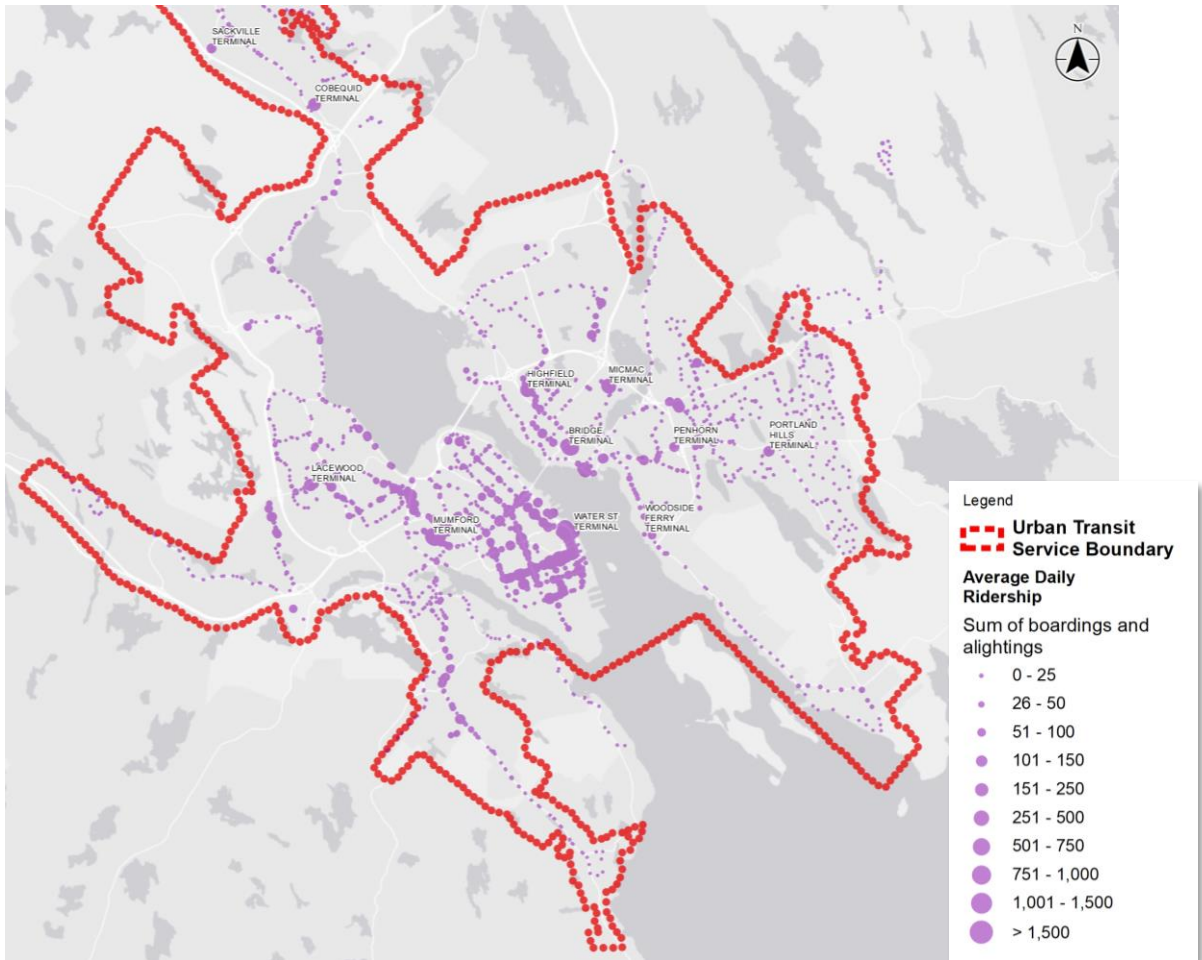 N
SACKVILLE
TERMINAL
COBEQUID
TERMINAL
HIGHFIELD
TERMINAL
MICMAC
TERMINAL
BRIDGE
TERMINAL
PENHORN
TERMINAL
PORTLAND
HILLS
TERMINAL
LACEWOOD
TERMINAL
MUMFORD
TERMINAL
WATER ST
TERMINAL
WOODSIDE
FERRY
TERMINAL
Legend
Urban Transit
Service Boundary
Average Daily
Ridership
Sum of boardings and
alightings
0 - 25
26 - 50
51 - 100
101 - 150
151 - 250
251 - 500
501 - 750
751 - 1,000
1,001 - 1,500
> 1,500